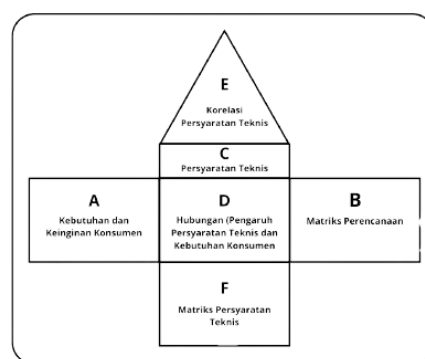 E
Korelasi
Persyaratan Teknis
C
Persyaratan Teknis
A
Kebutuhan dan
Keinginan Konsumen
D
Hubungan (Pengaruh
Persyaratan Teknis dan
Kebutuhan Konsumen
B
Matriks Perencanaan
F
Matriks Persyaratan
Teknis